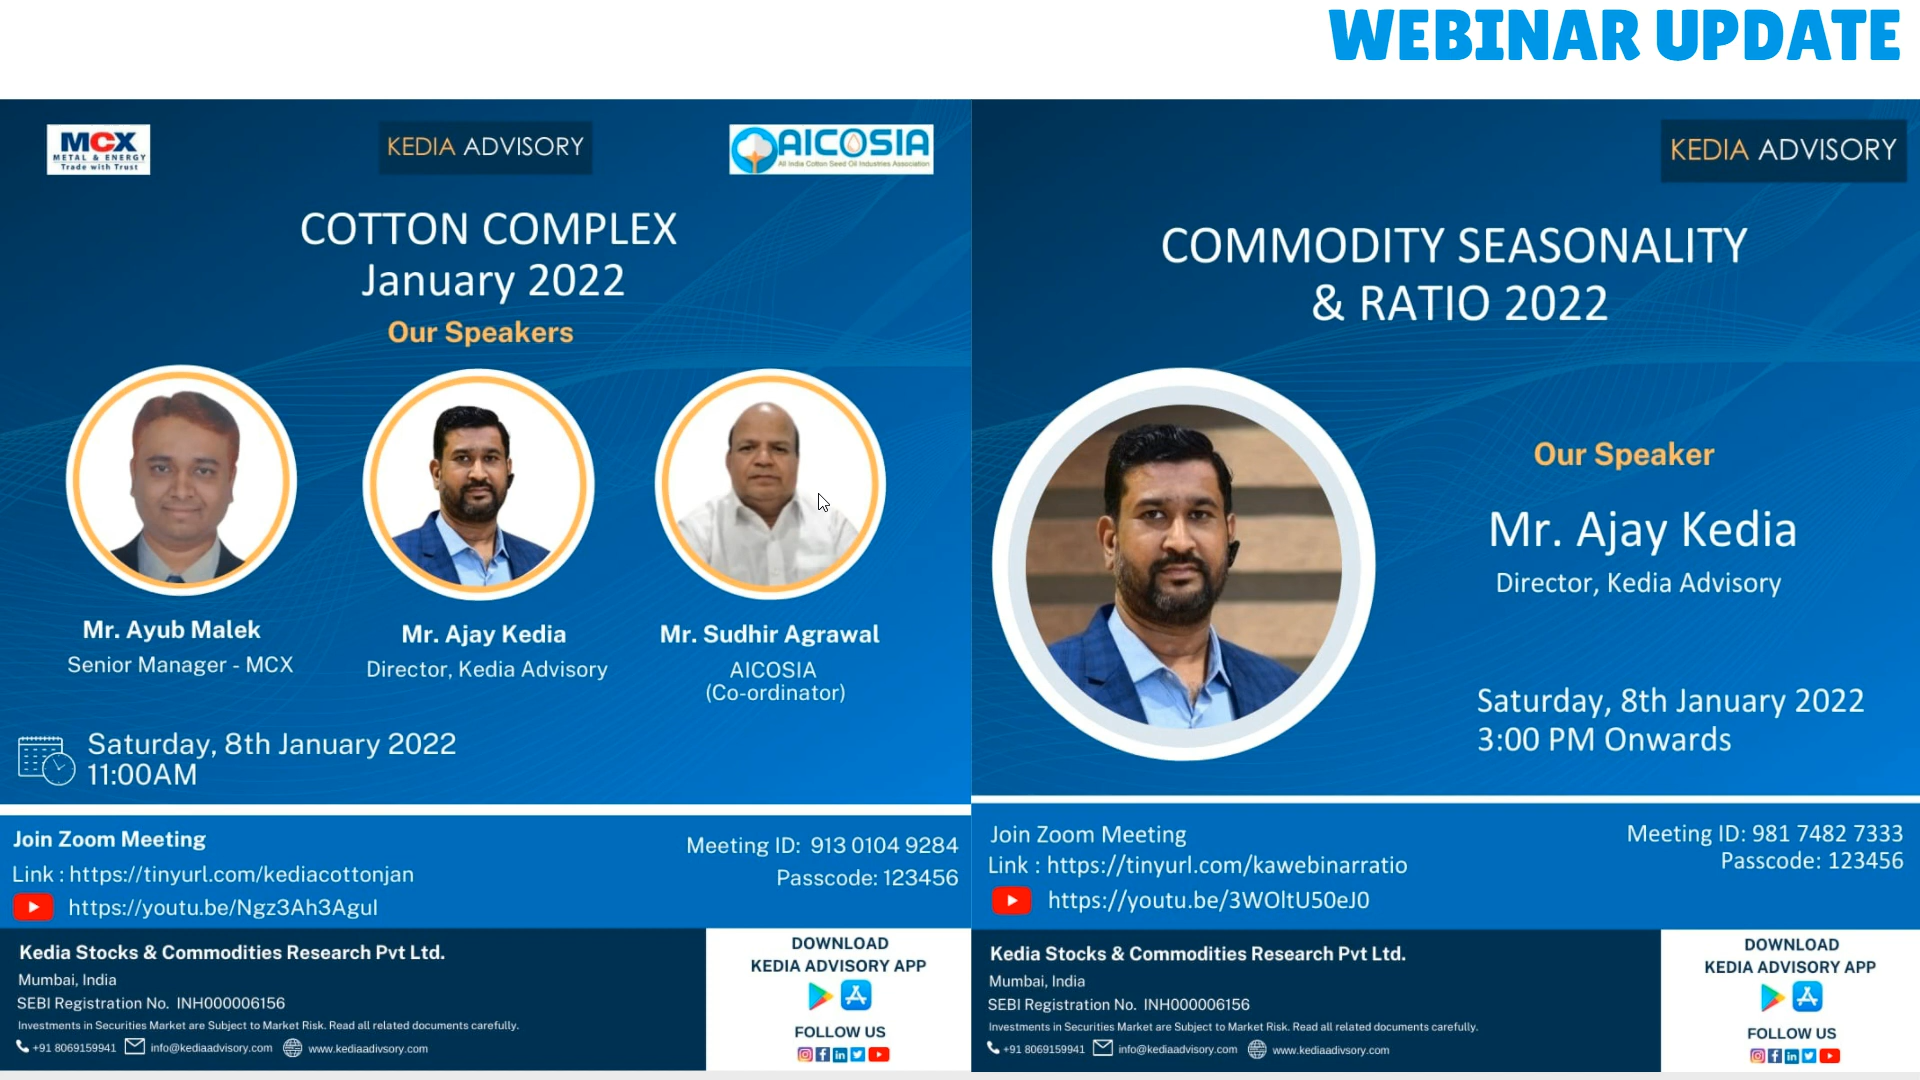 WEBINAR UPDATE
MCX
METAL & ENERGY
Trade with Trust
KEDIA ADVISORY
AICOSIA
All India Cotton Seed Oil Industries Association
COTTON COMPLEX
January 2022
Our Speakers
Mr. Ayub Malek
Senior Manager - MCX
Mr. Ajay Kedia
Director, Kedia Advisory
Mr. Sudhir Agrawal
AICOSIA
(Co-ordinator)
Saturday, 8th January 2022
11:00AM
Join Zoom Meeting
Link : https://tinyurl.com/kediacottonjan
https://youtu.be/Ngz3Ah3AguI
Meeting ID: 913 0104 9284
Passcode: 123456
Kedia Stocks & Commodities Research Pvt Ltd.
Mumbai, India
SEBI Registration No. INH000006156
Investments in Securities Market are Subject to Market Risk. Read all related documents carefully.
+91 8069159941 info@kediaadvisory.com www.kediaadivsory.com
DOWNLOAD
KEDIA ADVISORY APP
FOLLOW US
KEDIA ADVISORY
COMMODITY SEASONALITY
& RATIO 2022
Our Speaker
Mr. Ajay Kedia
Director, Kedia Advisory
Saturday, 8th January 2022
3:00 PM Onwards
Join Zoom Meeting
Link : https://tinyurl.com/kawebinarratio
https://youtu.be/3WOltU50eJ0
Meeting ID: 981 7482 7333
Passcode: 123456
Kedia Stocks & Commodities Research Pvt Ltd.
Mumbai, India
SEBI Registration No. INH000006156
Investments in Securities Market are Subject to Market Risk. Read all related documents carefully.
+91 8069159941 info@kediaadvisory.com www.kediaadivsory.com
DOWNLOAD
KEDIA ADVISORY APP
FOLLOW US